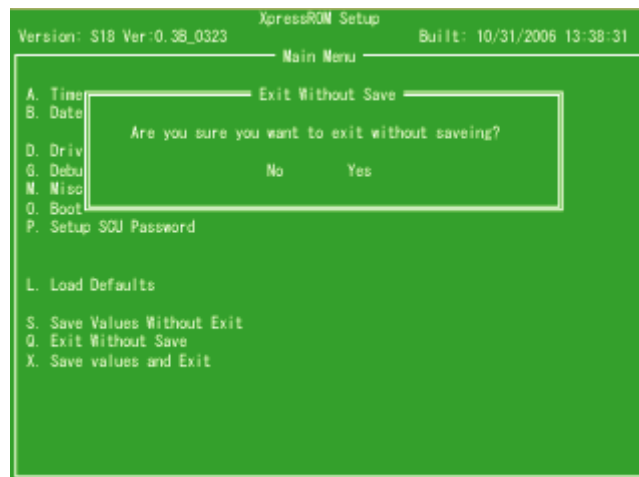 XpressROM Setup
Version: S18 Ver:0.3B_0323 Built: 10/31/2006 13:38:31
Main Menu
A. Time
Exit Without Save
B. Date
Are you sure you want to exit without saveing?
D. Driv
G. Debu
No Yes
M. Misc
O. Boot
P. Setup SCU Password
L. Load Defaults
S. Save Values Without Exit
Q. Exit Without Save
X. Save values and Exit